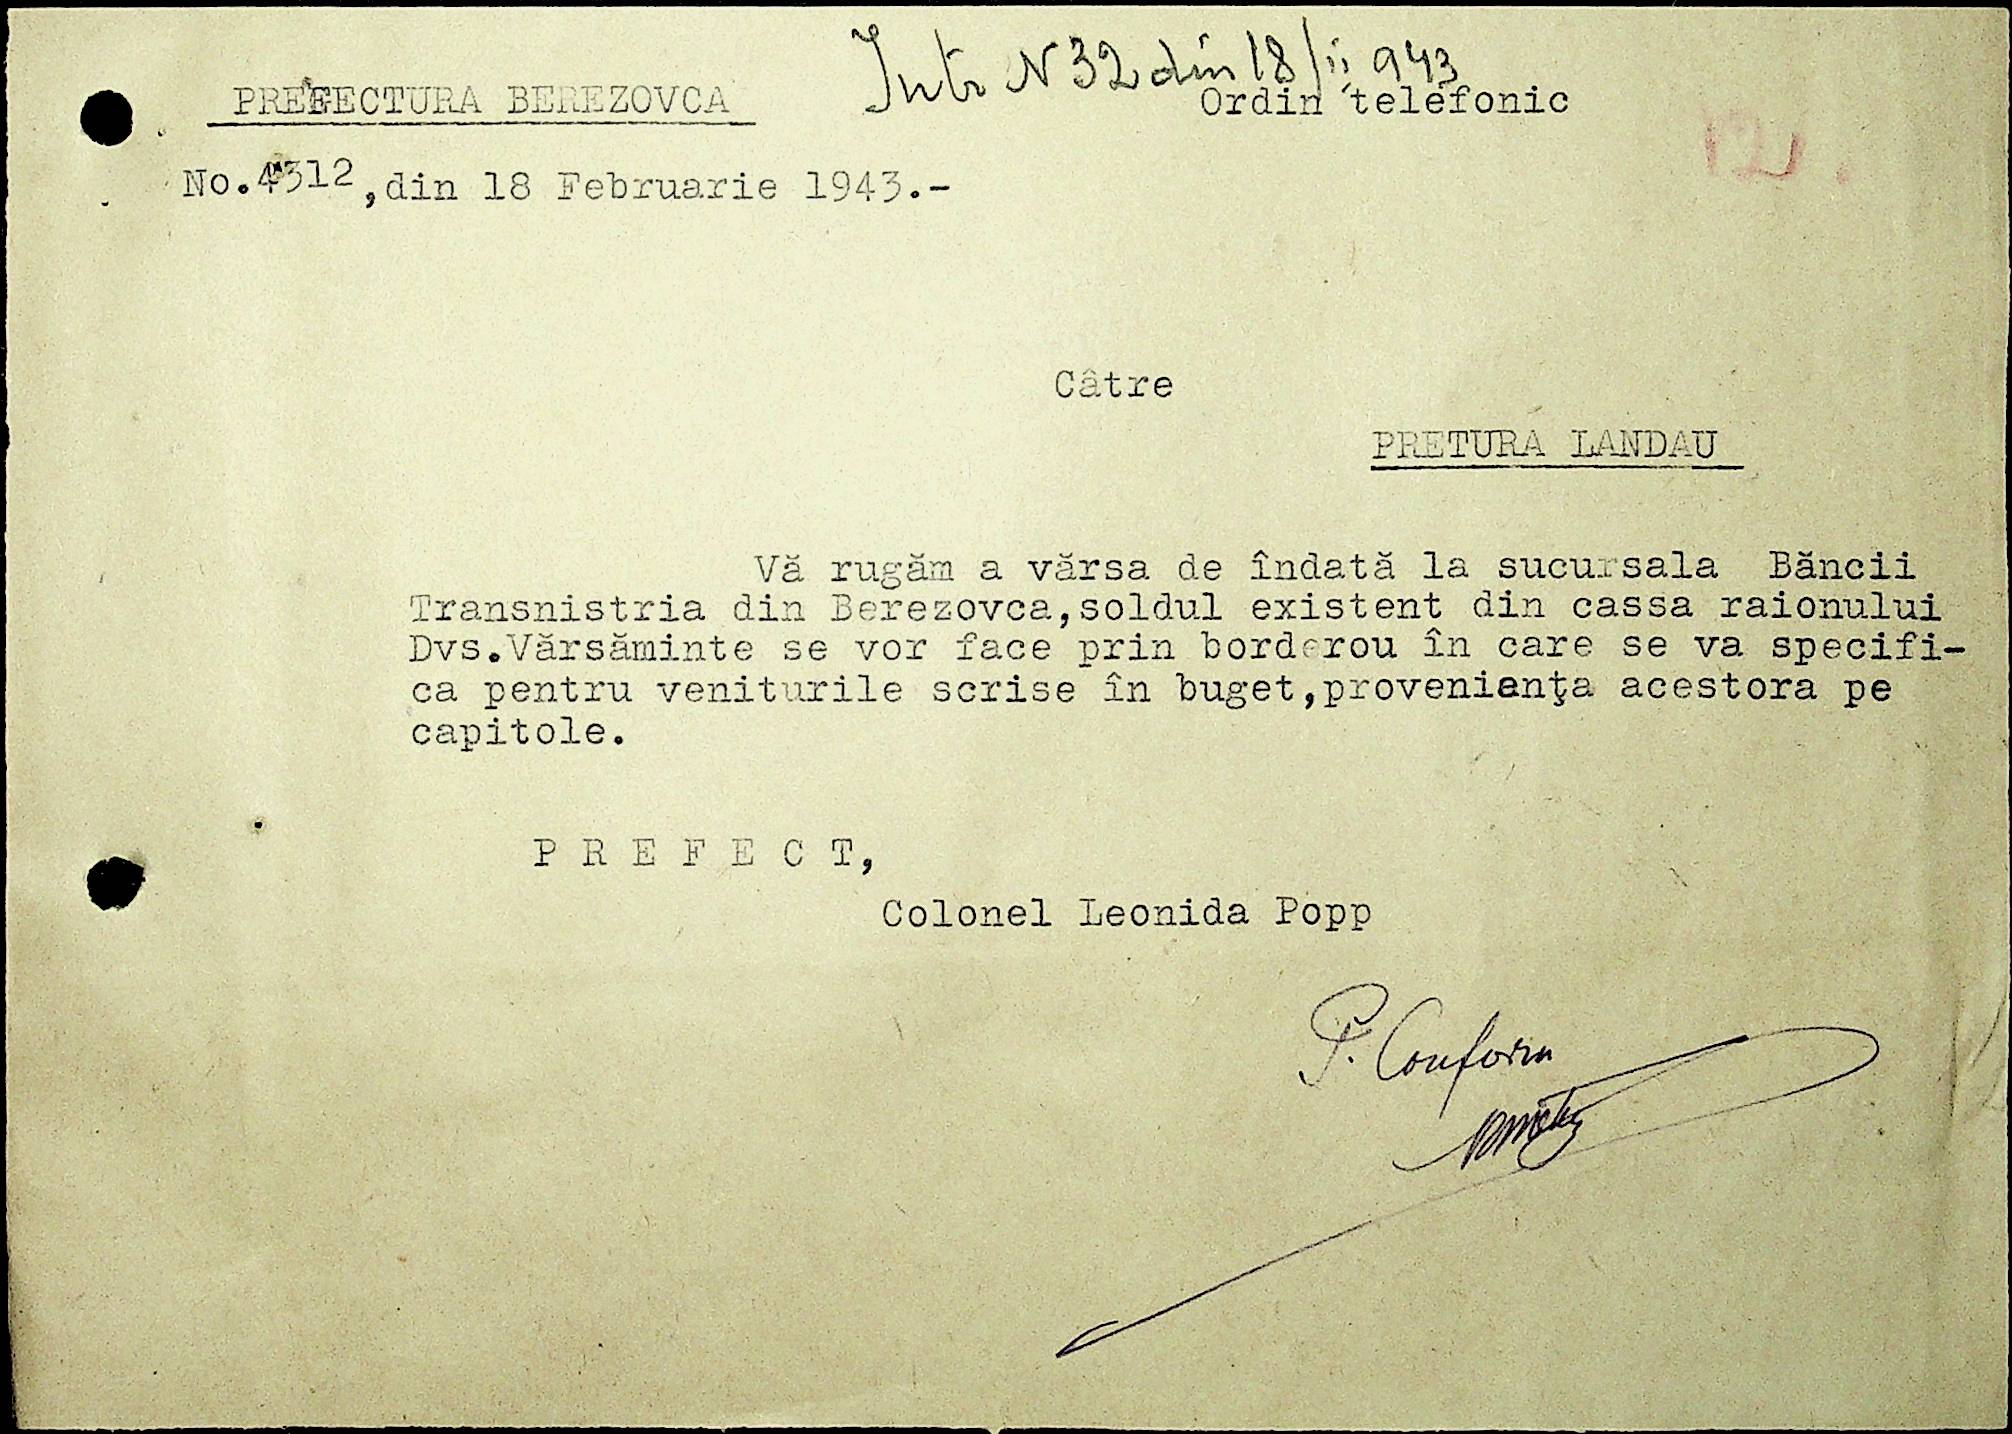 Intr N 32 din 18/II 943
PREFECTURA BEREZOVCA
Ordin telefonic
121.
No.4312,din 18 Februarie 1943.-
Câtre
PRETURA LANDAU
Vă rugăm a vărsa de îndată la sucursala Băncii
Transnistria din Berezovca,soldul existent din cassa raionului
Dvs.Vărsăminte se vor face prin borderou în care se va specifi-
ca pentru veniturile scrise în buget,provenianţa acestora pe
capitole.
P R E F E C T,
Colonel Leonida Popp
P. Conform